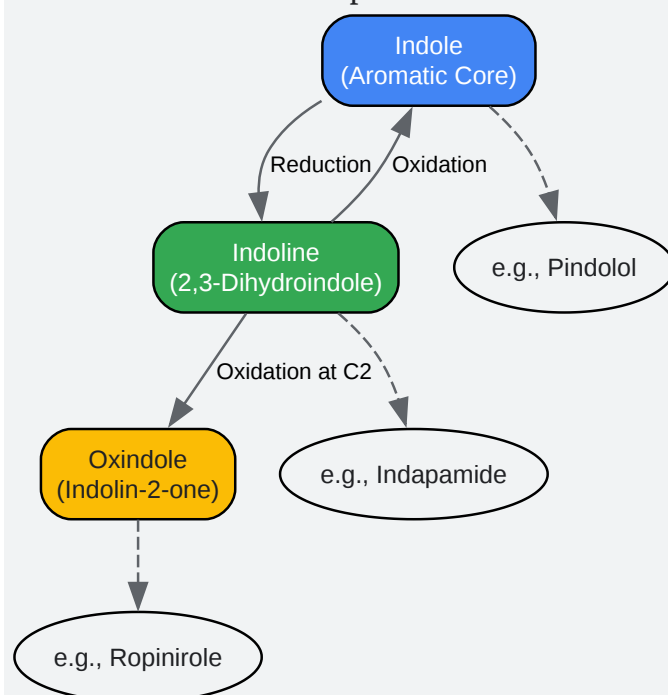 Indole
(Aromatic Core)
Reduction
Oxidation
Indoline
(2,3-Dihydroindole)
e.g., Pindolol
Oxidation at C2
Oxindole
(Indolin-2-one)
e.g., Indapamide
e.g., Ropinirole